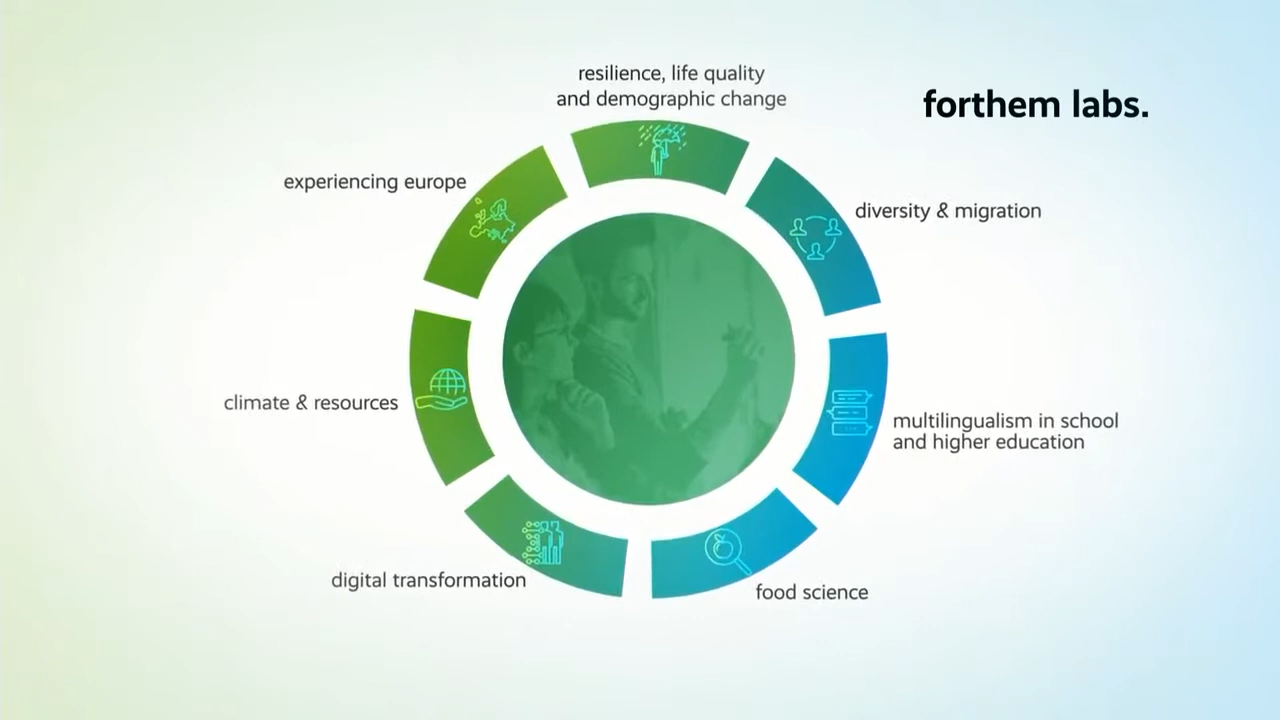 resilience, life quality
and demographic change
forthem labs.
experiencing europe
diversity & migration
climate & resources
multilingualism in school
and higher education
digital transformation
food science